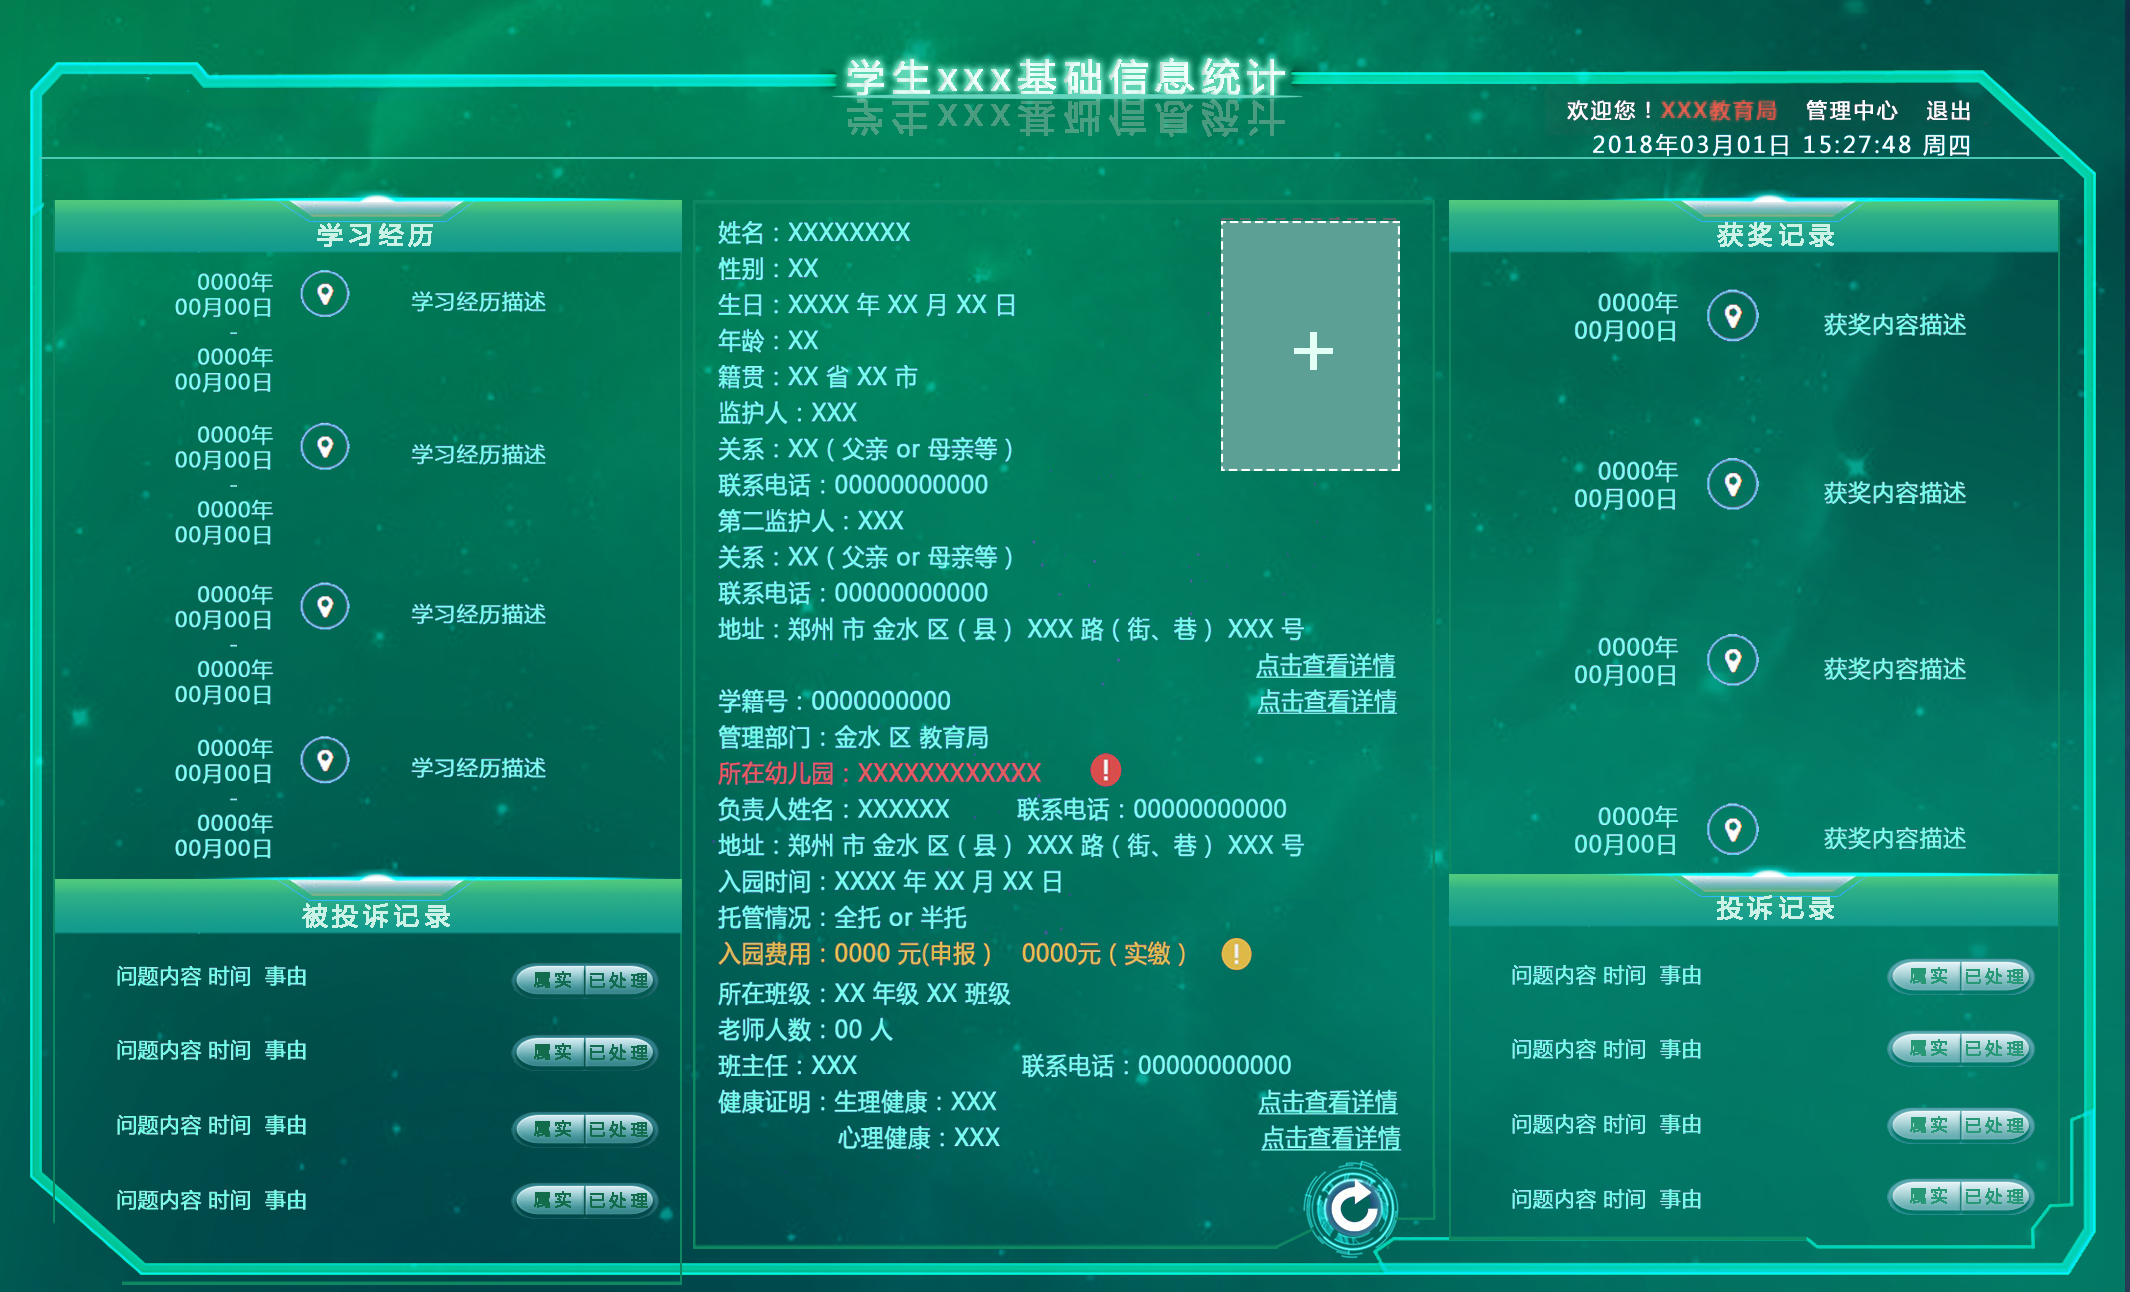 学生xxx基础信息统计
欢迎您！XXX教育局 管理中心 退出
2018年03月01日 15:27:48 周四
学习经历
0000年
00月00日
-
0000年
00月00日
学习经历描述
0000年
00月00日
-
0000年
00月00日
学习经历描述
0000年
00月00日
-
0000年
00月00日
学习经历描述
0000年
00月00日
-
0000年
00月00日
学习经历描述
被投诉记录
问题内容 时间 事由 属实 已处理
问题内容 时间 事由 属实 已处理
问题内容 时间 事由 属实 已处理
问题内容 时间 事由 属实 已处理
姓名：XXXXXXXX
性别：XX
生日：XXXX 年 XX 月 XX 日
年龄：XX
籍贯：XX 省 XX 市
监护人：XXX
关系：XX（父亲 or 母亲等）
联系电话：00000000000
第二监护人：XXX
关系：XX（父亲 or 母亲等）
联系电话：00000000000
地址：郑州 市 金水 区（县） XXX 路（街、巷） XXX 号
点击查看详情
学籍号：0000000000 点击查看详情
管理部门：金水 区 教育局
所在幼儿园：XXXXXXXXXXXX !
负责人姓名：XXXXXX 联系电话：00000000000
地址：郑州 市 金水 区（县） XXX 路（街、巷） XXX 号
入园时间：XXXX 年 XX 月 XX 日
托管情况：全托 or 半托
入园费用：0000 元(申报） 0000元（实缴） !
所在班级：XX 年级 XX 班级
老师人数：00 人
班主任：XXX 联系电话：00000000000
健康证明：生理健康：XXX 点击查看详情
心理健康：XXX 点击查看详情
获奖记录
0000年
00月00日
获奖内容描述
0000年
00月00日
获奖内容描述
0000年
00月00日
获奖内容描述
0000年
00月00日
获奖内容描述
投诉记录
问题内容 时间 事由 属实 已处理
问题内容 时间 事由 属实 已处理
问题内容 时间 事由 属实 已处理
问题内容 时间 事由 属实 已处理